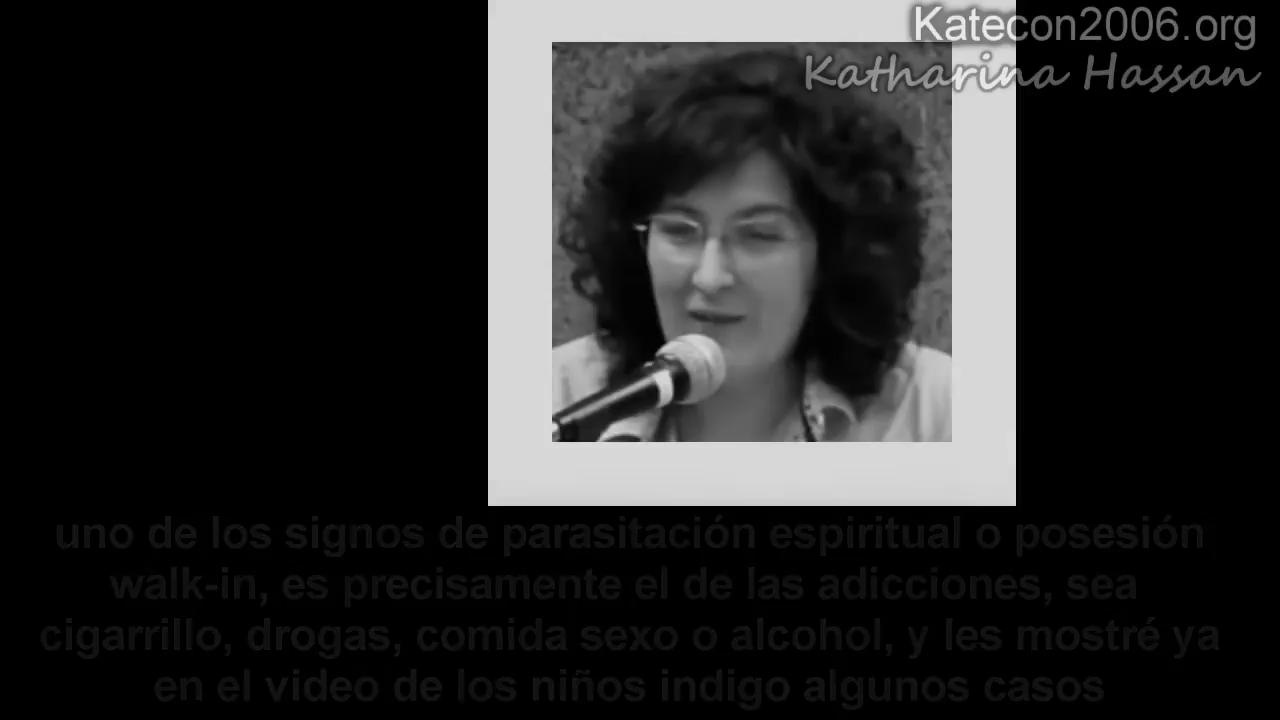 Katecon2006.org
Katharina Hassan
uno de los signos de parasitación espiritual o posesión
walk-in, es precisamente el de las adicciones, sea
cigarrillo, drogas, comida sexo o alcohol, y les mostré ya
en el video de los niños indigo algunos casos